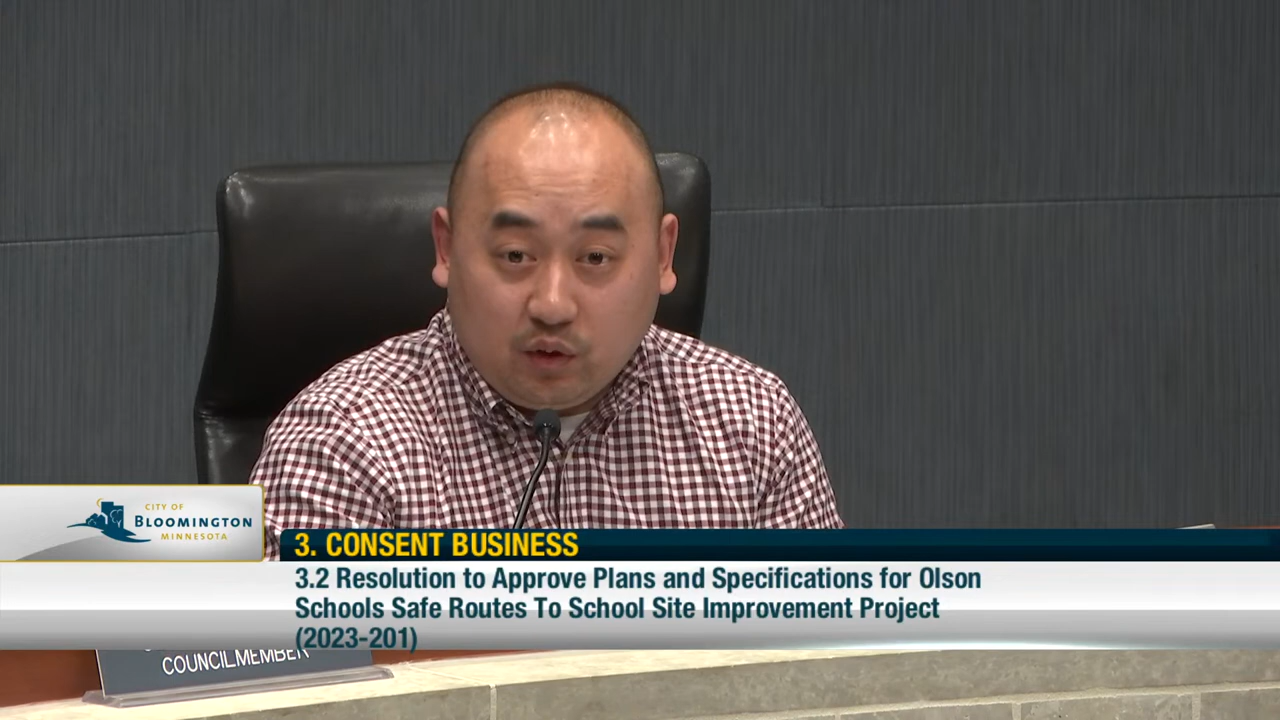 CITY OF
BLOOMINGTON
MINNESOTA
3. CONSENT BUSINESS
3.2 Resolution to Approve Plans and Specifications for Olson
Schools Safe Routes To School Site Improvement Project
(2023-201)
COUNCILMEMBER